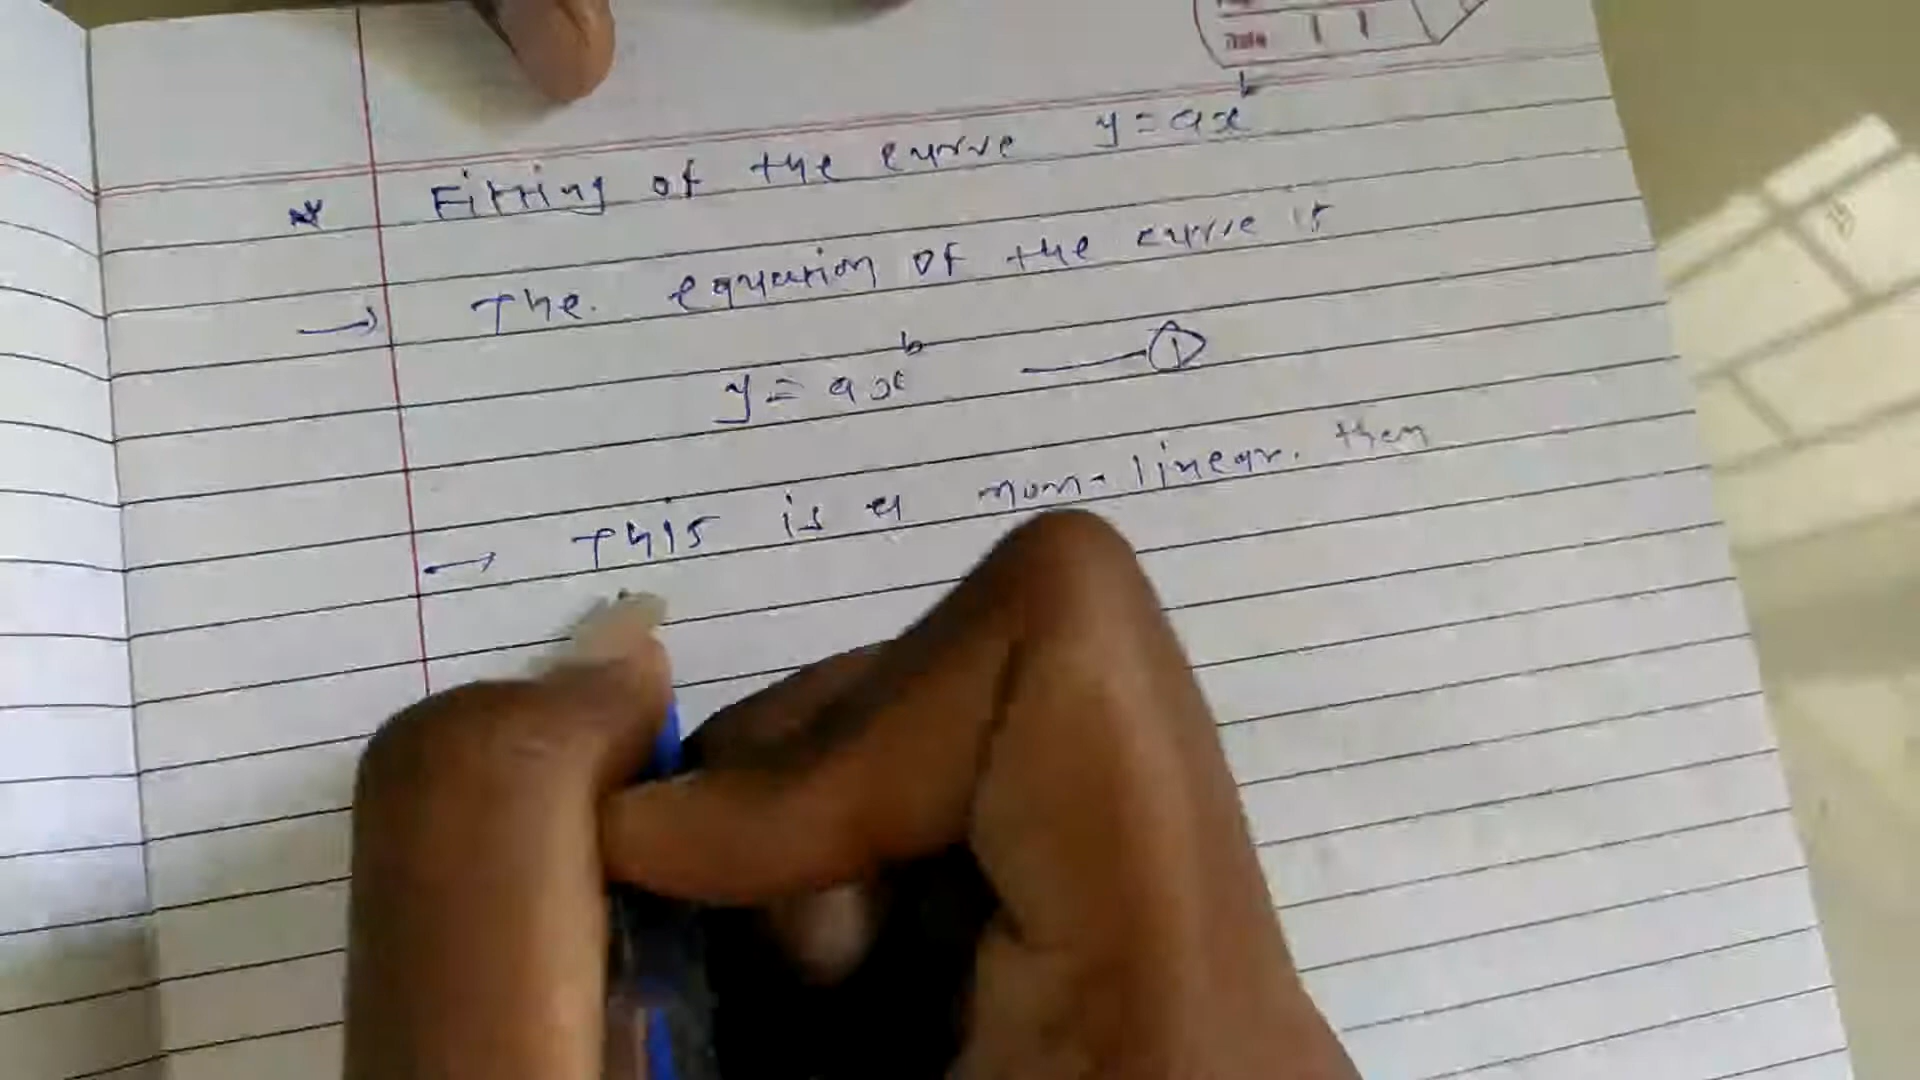 Fitting of the curve y = ax^b
→ The. equation of the curve is
y = ax^b —— ①
→ This is a non-linear. then